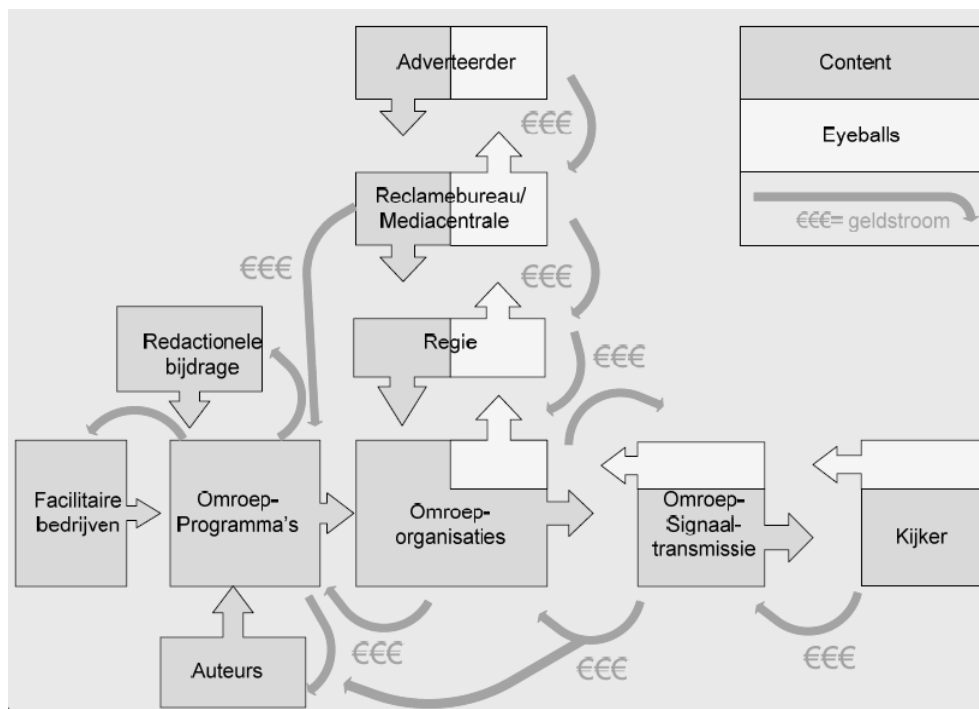 Adverteerder
Content
€€€
Eyeballs
Reclamebureau/
Mediacentrale
€€€= geldstroom
€€€
€€€
Redactionele
bijdrage
Regie
€€€
Facilitaire
bedrijven
Omroep-
Programma's
Omroep-
organisaties
Omroep-
Signaal-
transmissie
Kijker
Auteurs
€€€
€€€
€€€